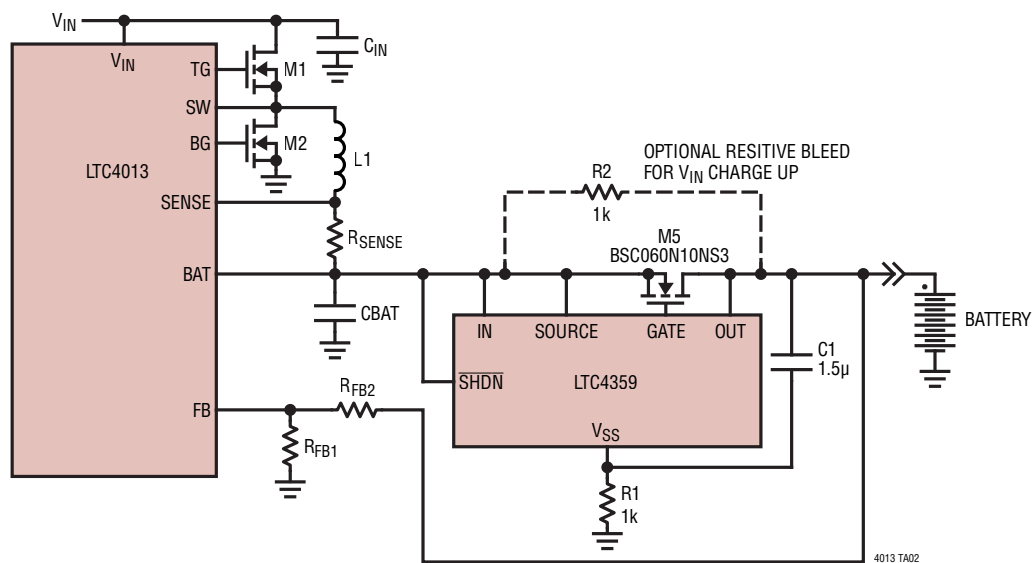 VIN
VIN
CIN
TG
M1
SW
BG
M2
L1
LTC4013
OPTIONAL RESITIVE BLEED
FOR VIN CHARGE UP
R2
1k
SENSE
RSENSE
M5
BSC060N10NS3
BAT
CBAT
IN
SOURCE
GATE
OUT
BATTERY
C1
1.5µ
SHDN
LTC4359
RFB2
FB
VSS
RFB1
R1
1k
4013 TA02